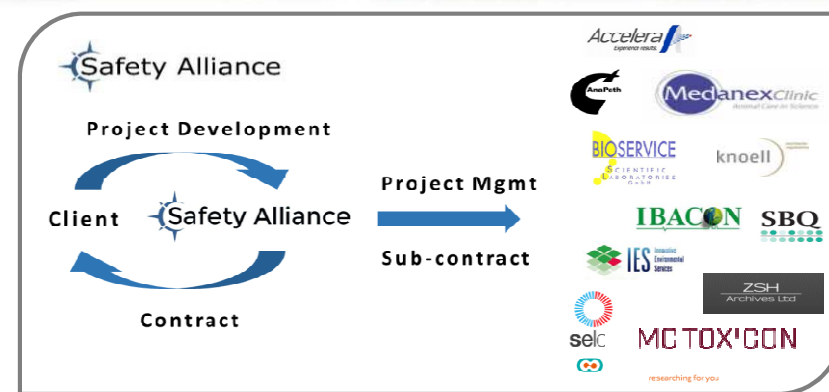 Safety Alliance
Project Development
Client
Safety Alliance
Contract
Project Mgmt
Sub-contract
Accelera
Experience results.
AnaPath
MedanexClinic
Animal Care in Science
BIOSERVICE
SCIENTIFIC
LABORATORIES
GmbH
knoell
IBACON
SBQ
IES Innovative
Environmental
Services
ZSH
Archives Ltd
selc
MC TOX'CON
researching for you